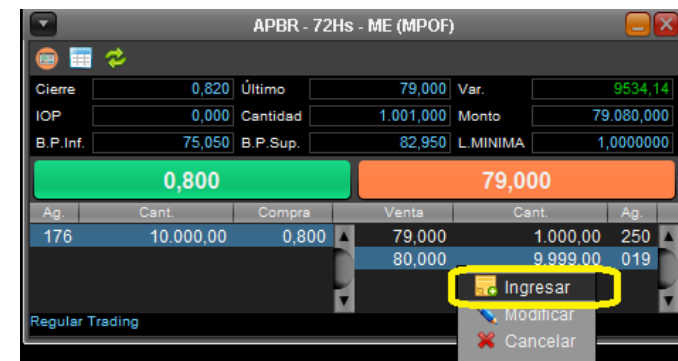 APBR - 72Hs - ME (MPOF)
Cierre 0,820 Último 79,000 Var. 9534,14
IOP 0,000 Cantidad 1.001,000 Monto 79.080,000
B.P.Inf. 75,050 B.P.Sup. 82,950 L.MINIMA 1,0000000
0,800 79,000
Ag. Cant. Compra Venta Cant. Ag.
176 10.000,00 0,800 79,000 1.000,00 250
80,000 9.999,00 019
Ingresar
Modificar
Regular Trading
Cancelar